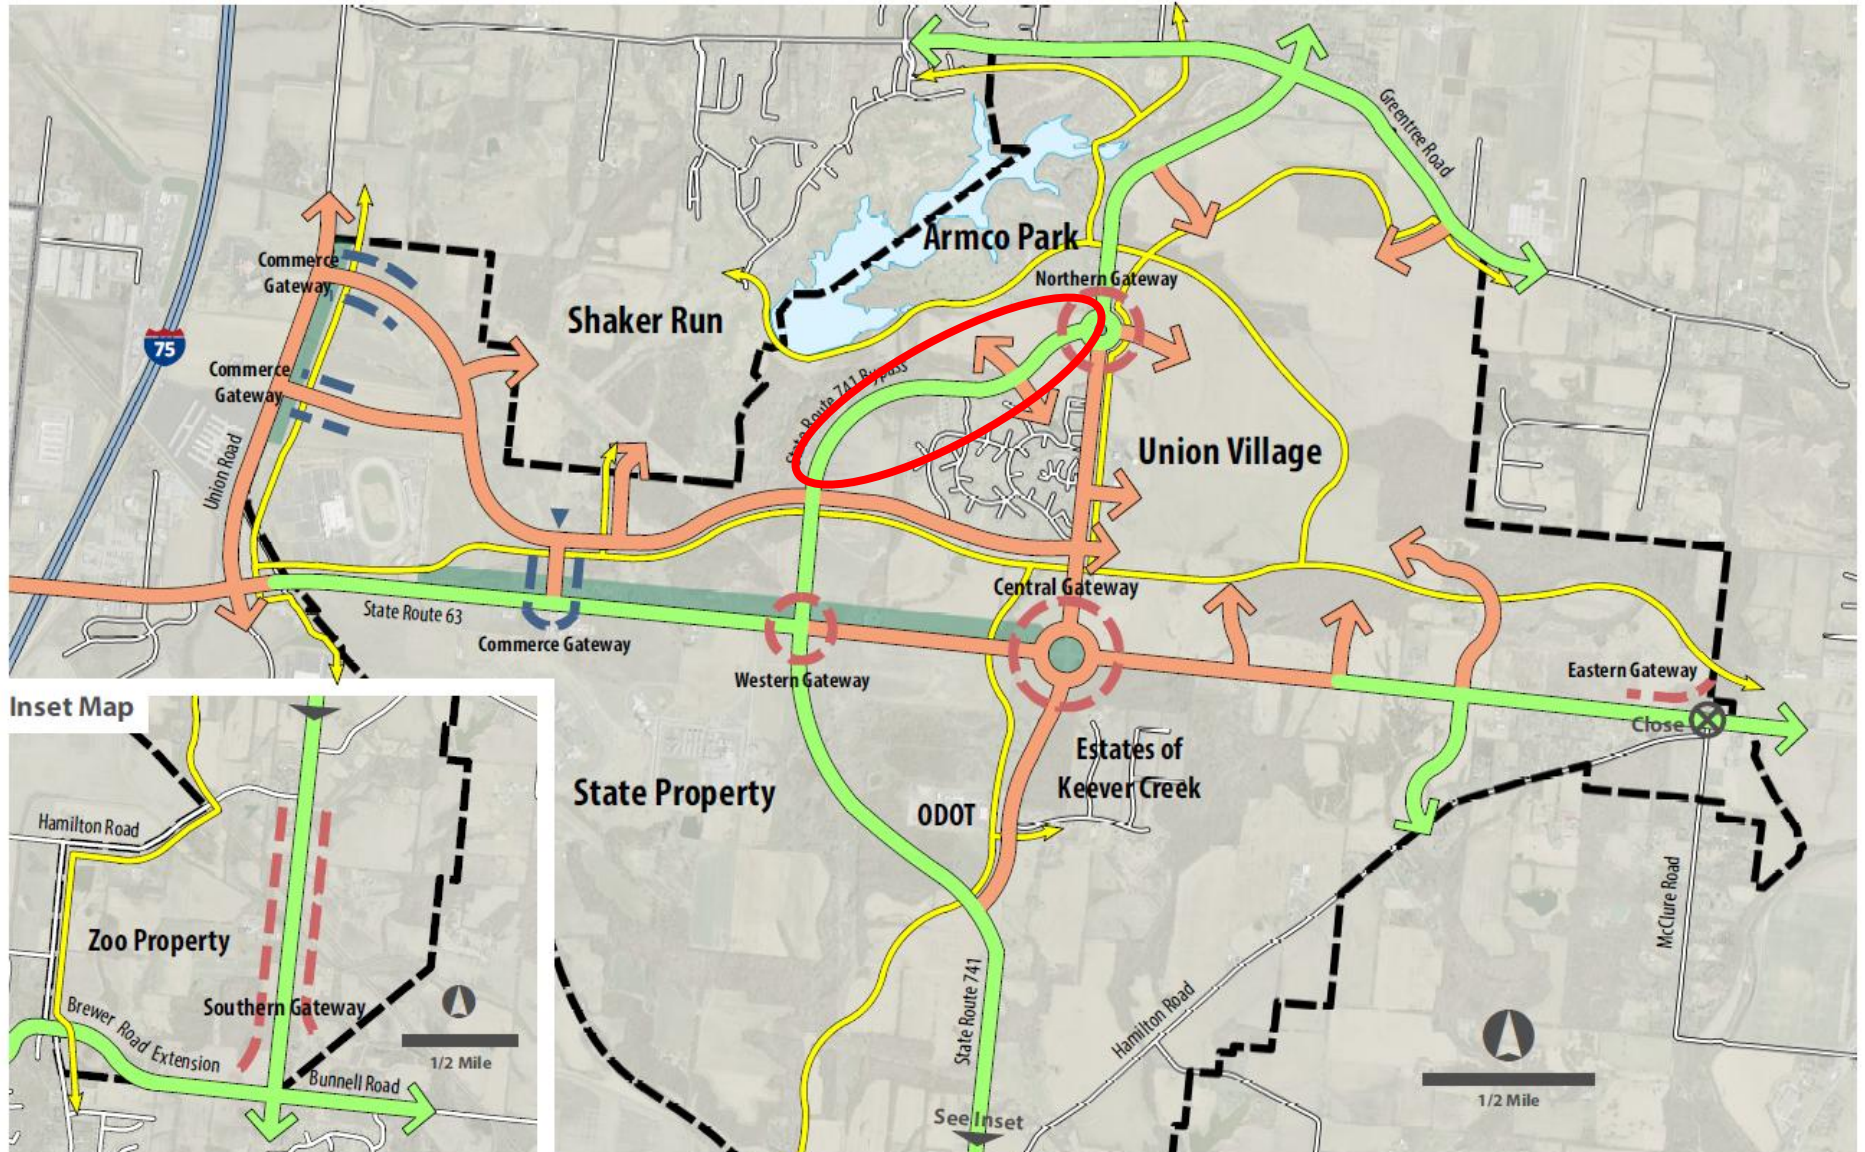 Greentree Road
Armco Park
Commerce
Gateway
Northern Gateway
Shaker Run
75
Commerce
Gateway
State Route 741 Bypass
Union Village
Union Road
Central Gateway
State Route 63
Commerce Gateway
Western Gateway
Eastern Gateway
Close
Inset Map
Estates of
Keever Creek
State Property
ODOT
Hamilton Road
McClure Road
Zoo Property
Southern Gateway
Brewer Road Extension
1/2 Mile
Bunnell Road
State Route 741
Hamilton Road
1/2 Mile
See Inset